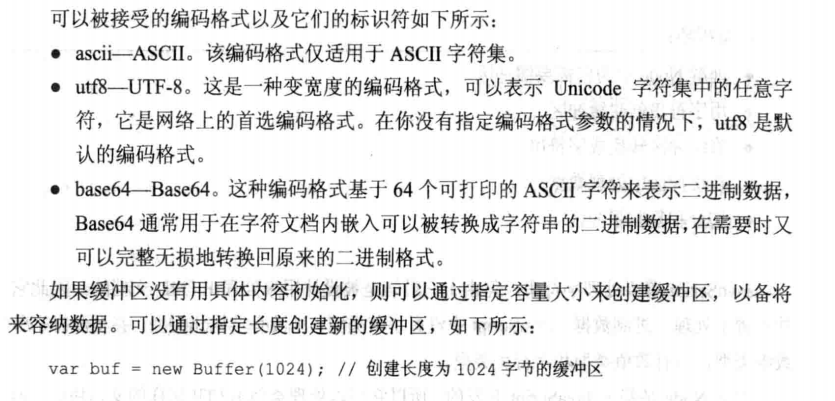 可以被接受的编码格式以及它们的标识符如下所示：
● ascii—ASCII。该编码格式仅适用于 ASCII 字符集。
● utf8—UTF-8。这是一种变宽度的编码格式，可以表示 Unicode 字符集中的任意字
符，它是网络上的首选编码格式。在你没有指定编码格式参数的情况下，utf8 是默
认的编码格式。
● base64—Base64。这种编码格式基于 64 个可打印的 ASCII 字符来表示二进制数据，
Base64 通常用于在字符文档内嵌入可以被转换成字符串的二进制数据，在需要时又
可以完整无损地转换回原来的二进制格式。
如果缓冲区没有用具体内容初始化，则可以通过指定容量大小来创建缓冲区，以备将
来容纳数据。可以通过指定长度创建新的缓冲区，如下所示：
var buf = new Buffer(1024); // 创建长度为 1024 字节的缓冲区